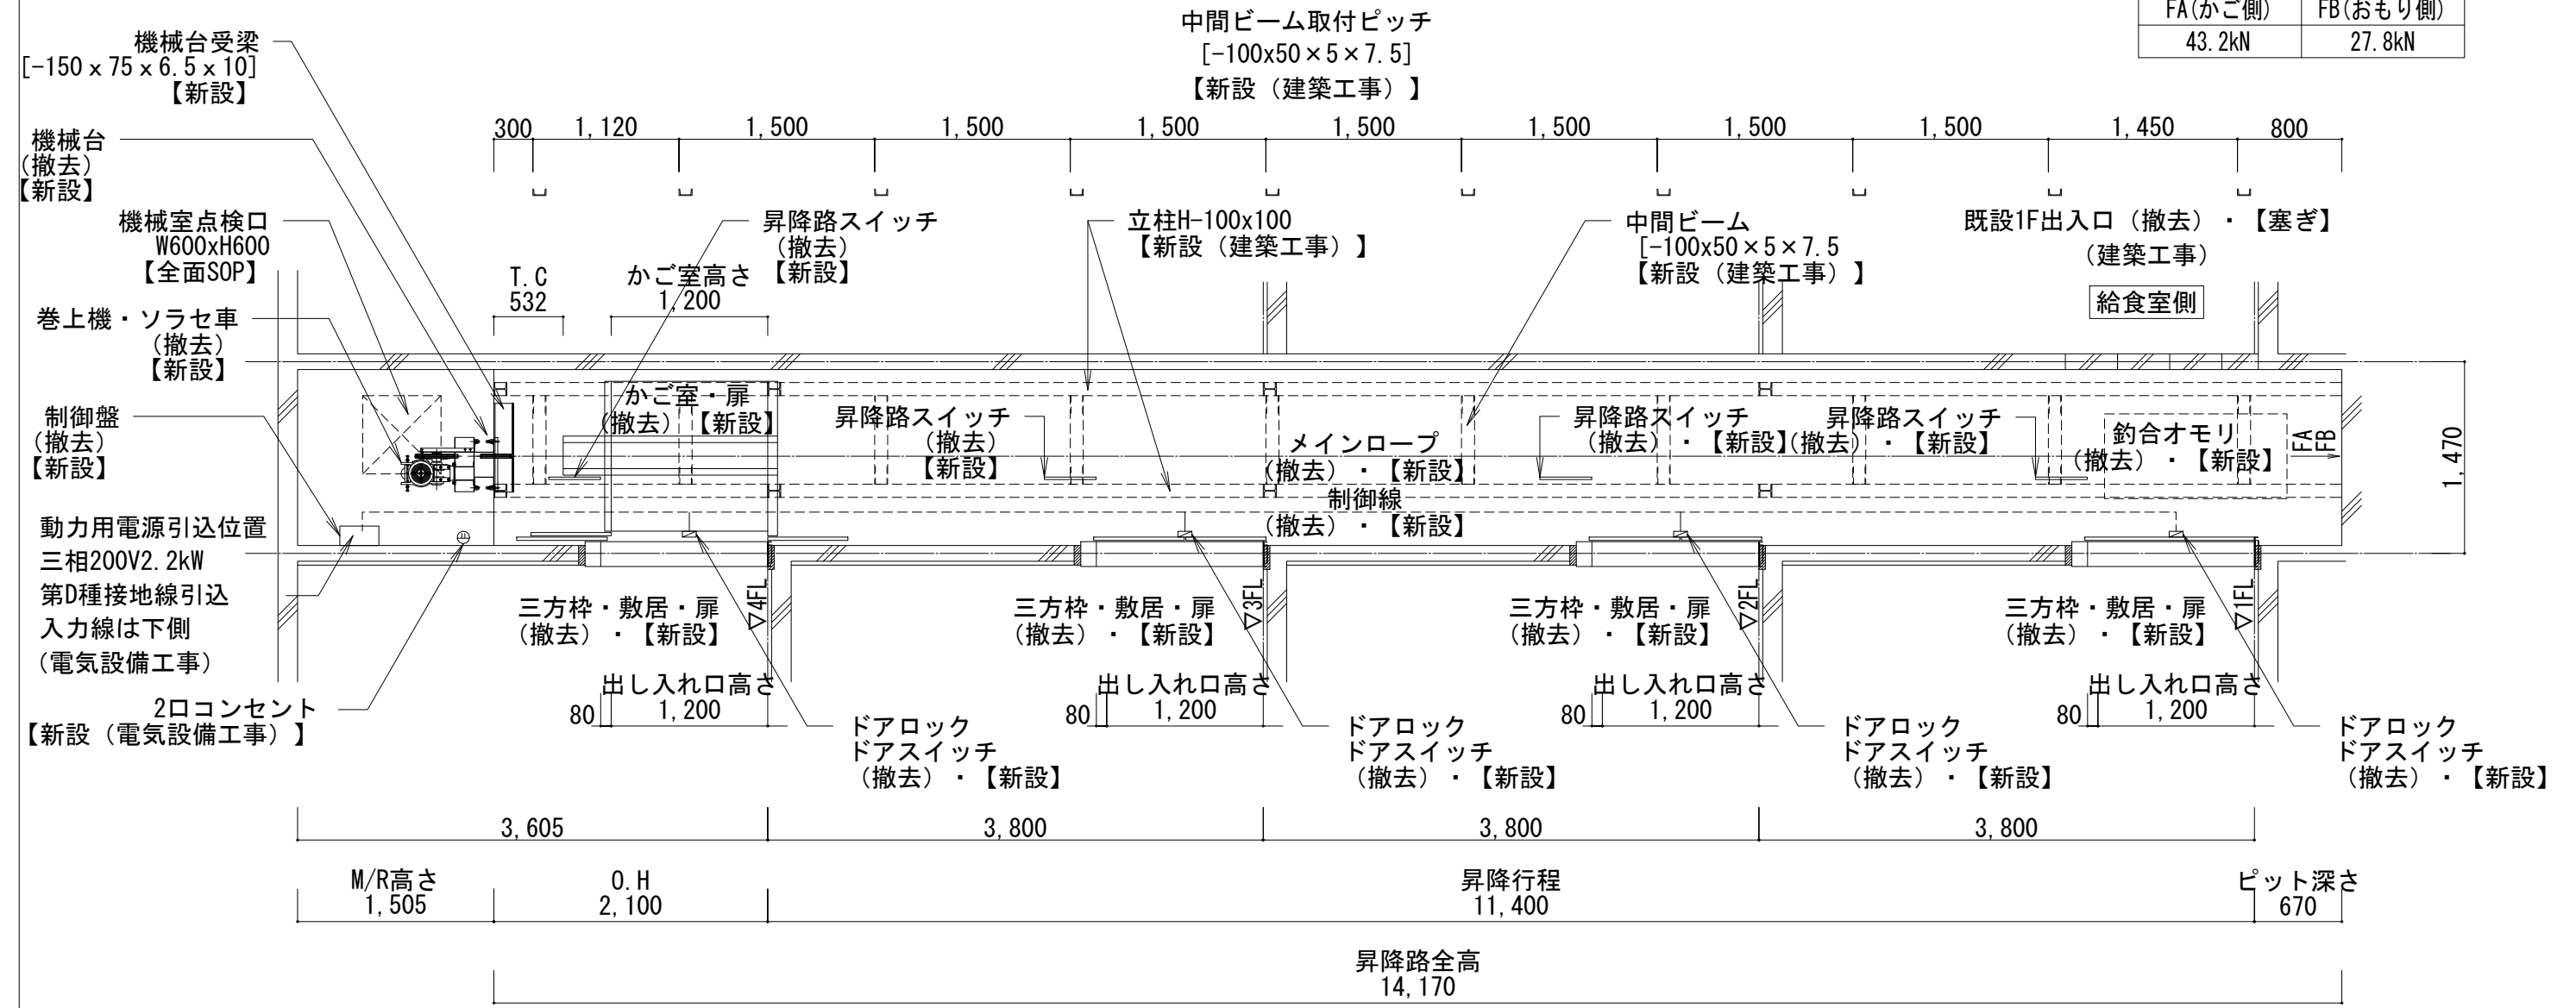 中間ビーム取付ピッチ
[-100x50×5×7.5]
【新設（建築工事）】
FA(かご側)
FB(おもり側)
43.2kN
27.8kN
機械台受梁
[-150ｘ75ｘ6.5ｘ10]
【新設】
機械台
(撤去)
【新設】
機械室点検口
W600xH600
【全面SOP】
巻上機・ソラセ車
(撤去)
【新設】
制御盤
(撤去)
【新設】
動力用電源引込位置
三相200V2.2kW
第D種接地線引込
入力線は下側
(電気設備工事)
2口コンセント
【新設（電気設備工事）】
300
1,120
1,500
1,500
1,500
1,500
1,500
1,500
1,500
1,450
800
昇降路スイッチ
(撤去)
【新設】
立柱H-100x100
【新設（建築工事）】
中間ビーム
[-100x50×5×7.5
【新設（建築工事）】
既設1F出入口（撤去）・【塞ぎ】
(建築工事)
給食室側
T.C
532
かご室高さ
1,200
かご室・扉
(撤去)【新設】
昇降路スイッチ
(撤去)
【新設】
メインロープ
(撤去)・【新設】
制御線
(撤去)・【新設】
昇降路スイッチ
(撤去)・【新設】
昇降路スイッチ
(撤去)・【新設】
釣合オモリ
(撤去)・【新設】
FA
FB
1,470
三方枠・敷居・扉
(撤去)・【新設】
▽4FL
三方枠・敷居・扉
(撤去)・【新設】
▽3FL
三方枠・敷居・扉
(撤去)・【新設】
▽2FL
三方枠・敷居・扉
(撤去)・【新設】
▽1FL
出し入れ口高さ
80
1,200
出し入れ口高さ
80
1,200
出し入れ口高さ
80
1,200
出し入れ口高さ
80
1,200
ドアロック
ドアスイッチ
(撤去)・【新設】
ドアロック
ドアスイッチ
(撤去)・【新設】
ドアロック
ドアスイッチ
(撤去)・【新設】
ドアロック
ドアスイッチ
(撤去)・【新設】
3,605
3,800
3,800
3,800
M/R高さ
1,505
O.H
2,100
昇降行程
11,400
ピット深さ
670
昇降路全高
14,170